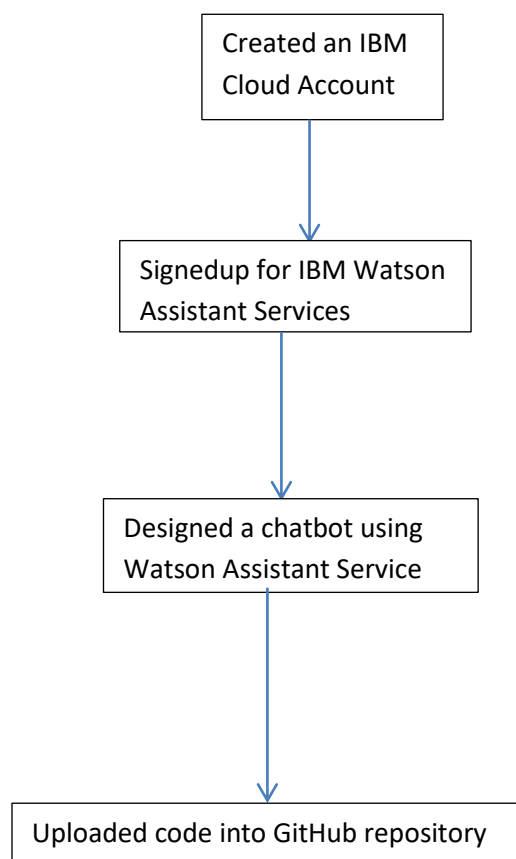 Created an IBM
Cloud Account
Signedup for IBM Watson
Assistant Services
Designed a chatbot using
Watson Assistant Service
Uploaded code into GitHub repository